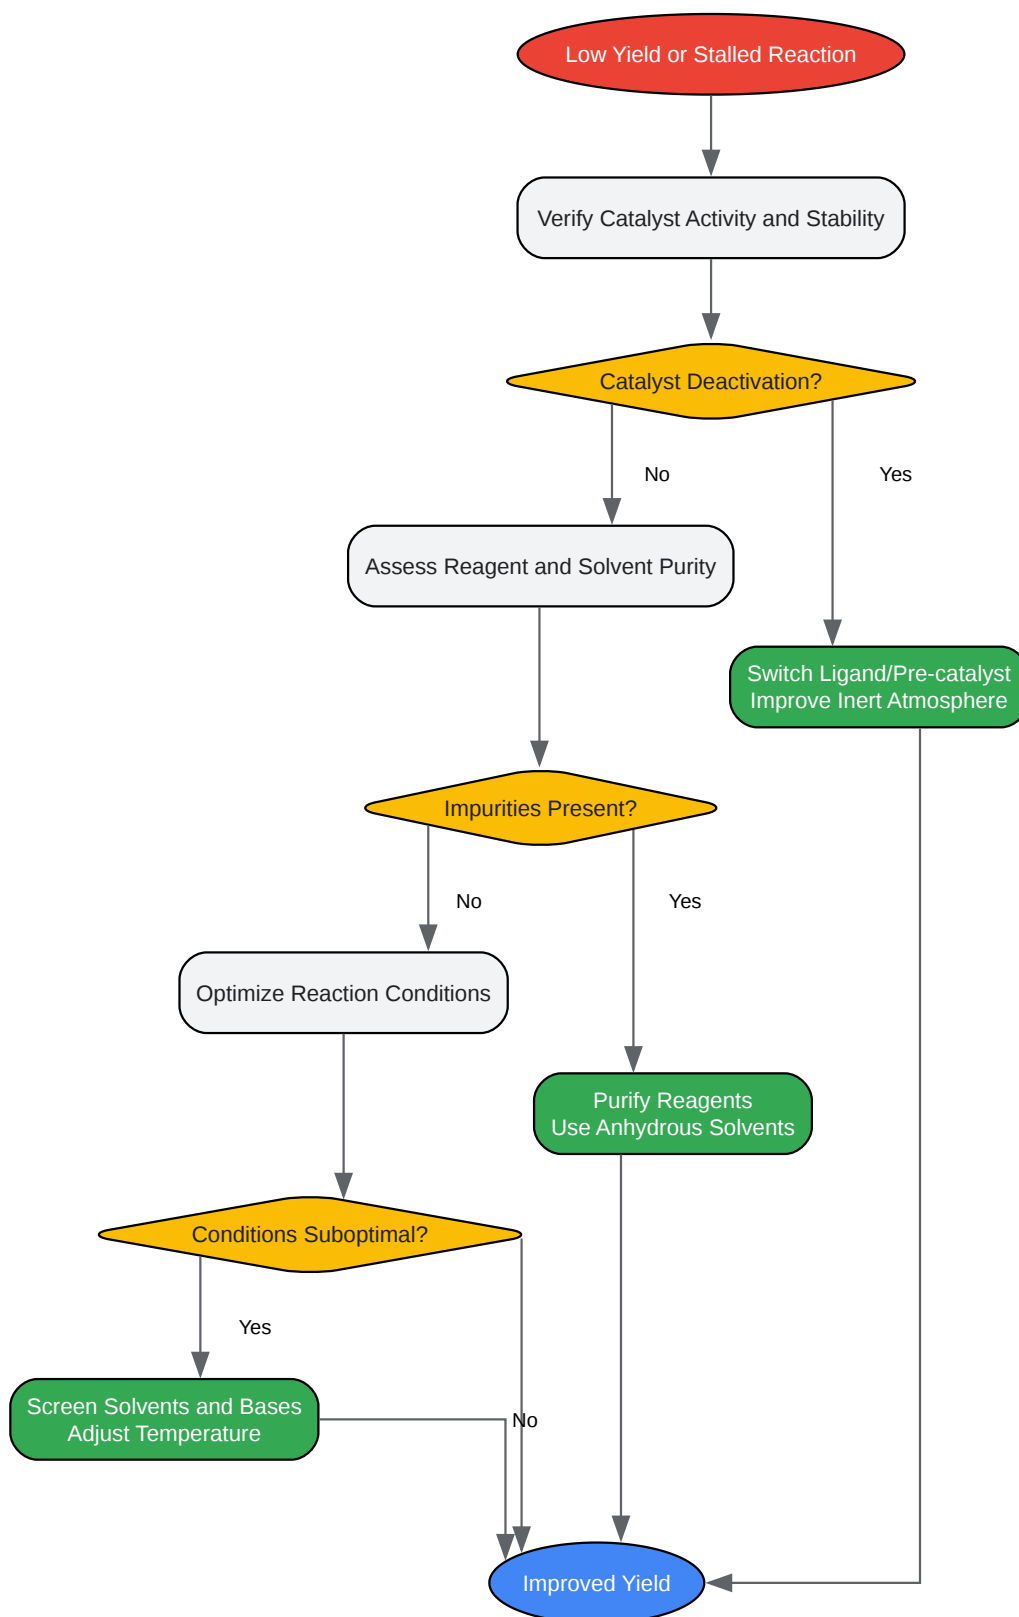 Low Yield or Stalled Reaction
Verify Catalyst Activity and Stability
Catalyst Deactivation?
No
Yes
Assess Reagent and Solvent Purity
Switch Ligand/Pre-catalyst
Improve Inert Atmosphere
Impurities Present?
No
Yes
Optimize Reaction Conditions
Purify Reagents
Use Anhydrous Solvents
Conditions Suboptimal?
Yes
Screen Solvents and Bases
Adjust Temperature
No
Improved Yield